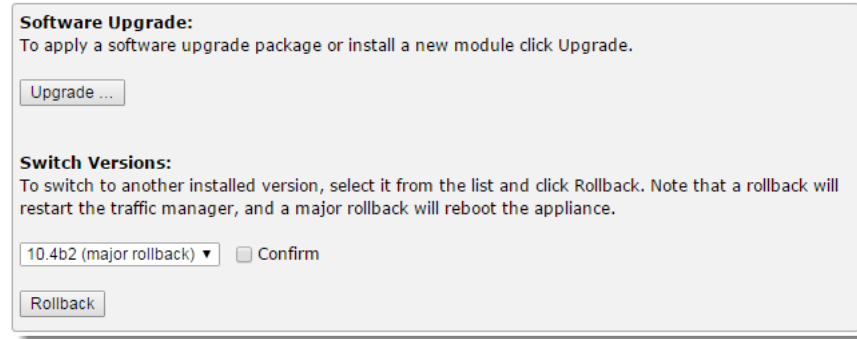 Software Upgrade:
To apply a software upgrade package or install a new module click Upgrade.
Upgrade ...
Switch Versions:
To switch to another installed version, select it from the list and click Rollback. Note that a rollback will
restart the traffic manager, and a major rollback will reboot the appliance.
10.4b2 (major rollback) ▼ Confirm
Rollback